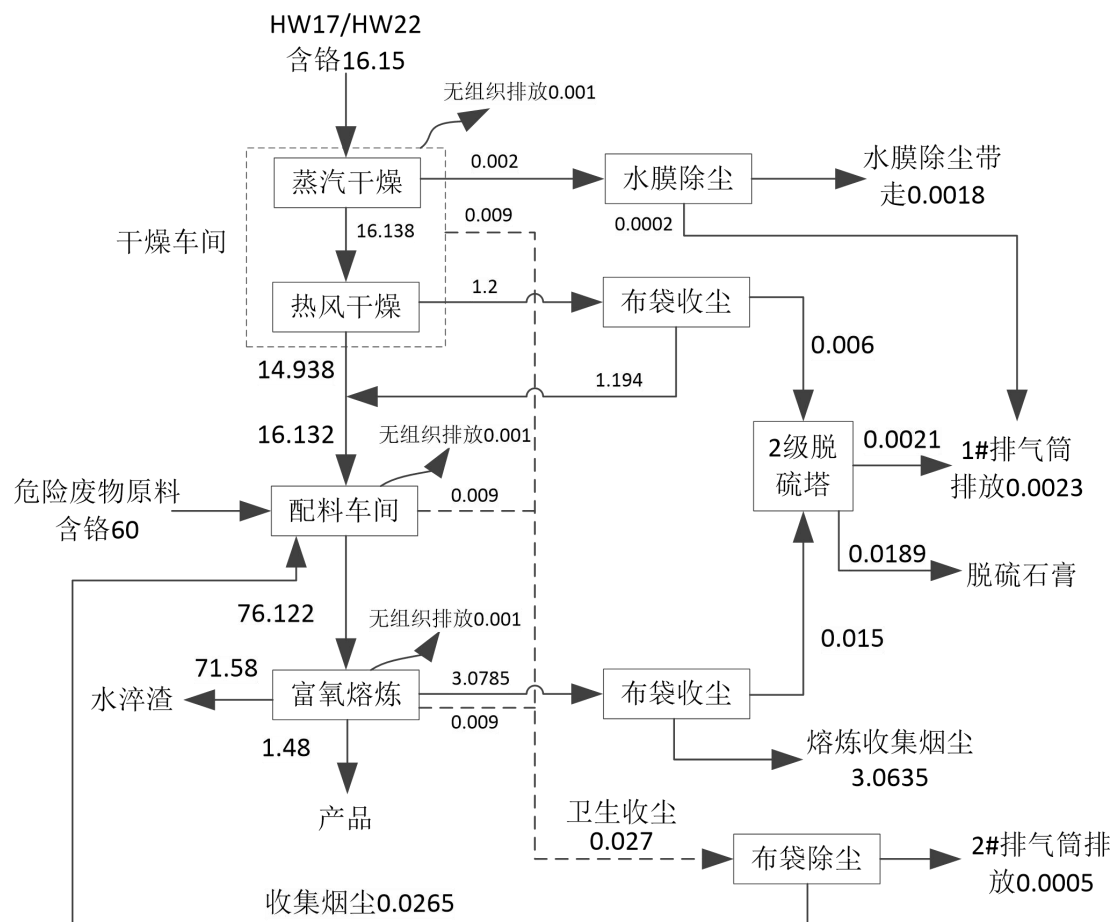 HW17/HW22
含铬16.15
无组织排放0.001
蒸汽干燥
0.002
水膜除尘
水膜除尘带
走0.0018
0.009
0.0002
16.138
干燥车间
热风干燥
1.2
布袋收尘
0.006
14.938
1.194
16.132
无组织排放0.001
2级脱
硫塔
0.0021
1#排气筒
排放0.0023
危险废物原料
含铬60
配料车间
0.009
0.0189
脱硫石膏
76.122
无组织排放0.001
0.015
71.58
水淬渣
富氧熔炼
3.0785
布袋收尘
0.009
1.48
熔炼收集烟尘
3.0635
产品
卫生收尘
0.027
布袋除尘
2#排气筒排
放0.0005
收集烟尘0.0265